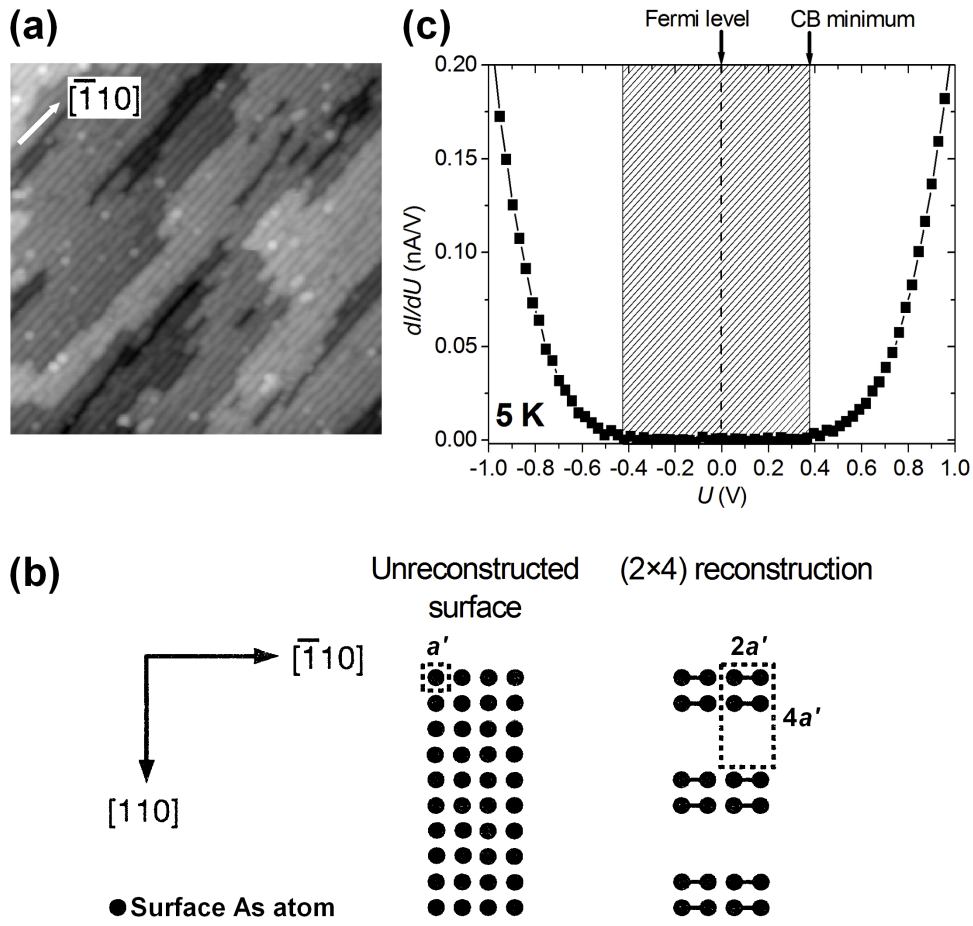 (a)
[1̅10]
(c)
Fermi level
CB minimum
0.20
0.15
0.10
0.05
0.00
dI/dU (nA/V)
5 K
-1.0 -0.8 -0.6 -0.4 -0.2 0.0 0.2 0.4 0.6 0.8 1.0
U (V)
(b)
Unreconstructed
surface
(2×4) reconstruction
a′
2a′
4a′
[1̅10]
[110]
Surface As atom